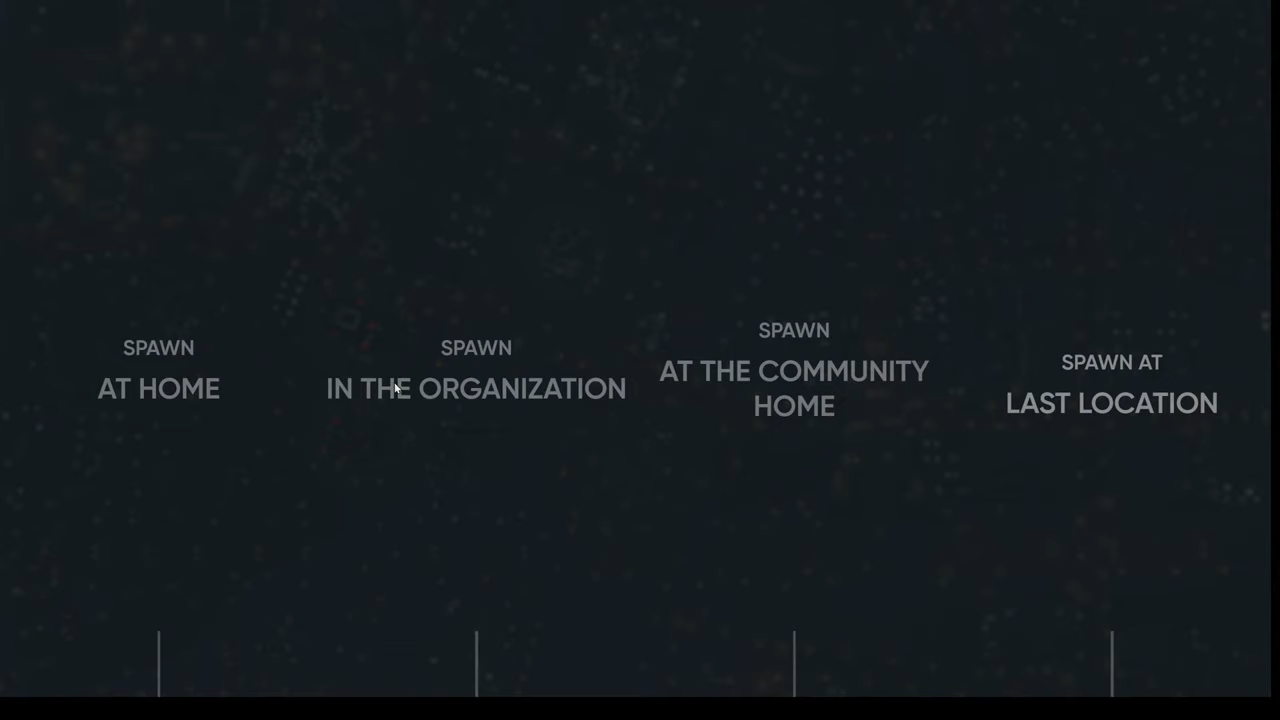 SPAWN
AT HOME
SPAWN
IN THE ORGANIZATION
SPAWN
AT THE COMMUNITY
HOME
SPAWN AT
LAST LOCATION